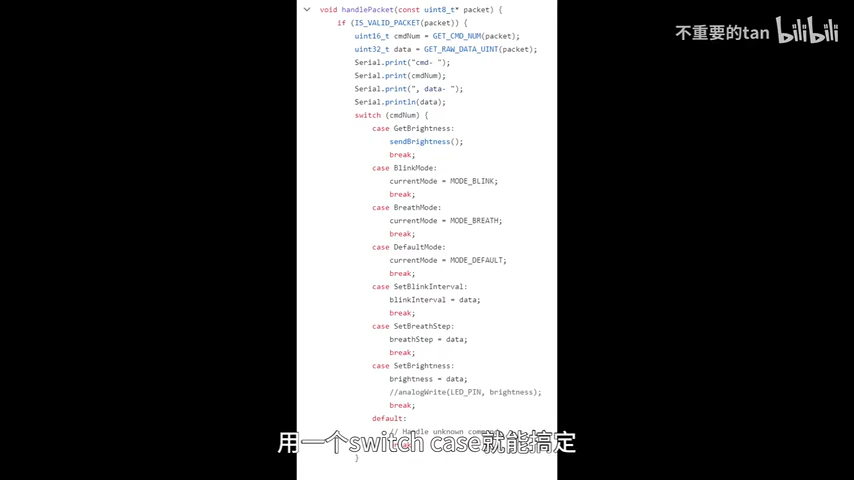 不重要的tan bilibili
void handlePacket(const uint8_t* packet) {
if (IS_VALID_PACKET(packet)) {
uint16_t cmdNum = GET_CMD_NUM(packet);
uint32_t data = GET_RAW_DATA_UINT(packet);
Serial.print("cmd- ");
Serial.print(cmdNum);
Serial.print(", data- ");
Serial.println(data);
switch (cmdNum) {
case GetBrightness:
sendBrightness();
break;
case BlinkMode:
currentMode = MODE_BLINK;
break;
case BreathMode:
currentMode = MODE_BREATH;
break;
case DefaultMode:
currentMode = MODE_DEFAULT;
break;
case SetBlinkInterval:
blinkInterval = data;
break;
case SetBreathStep:
breathStep = data;
break;
case SetBrightness:
brightness = data;
//analogWrite(LED_PIN, brightness);
break;
default:
// Handle unknown
用一个switch case就能搞定
}